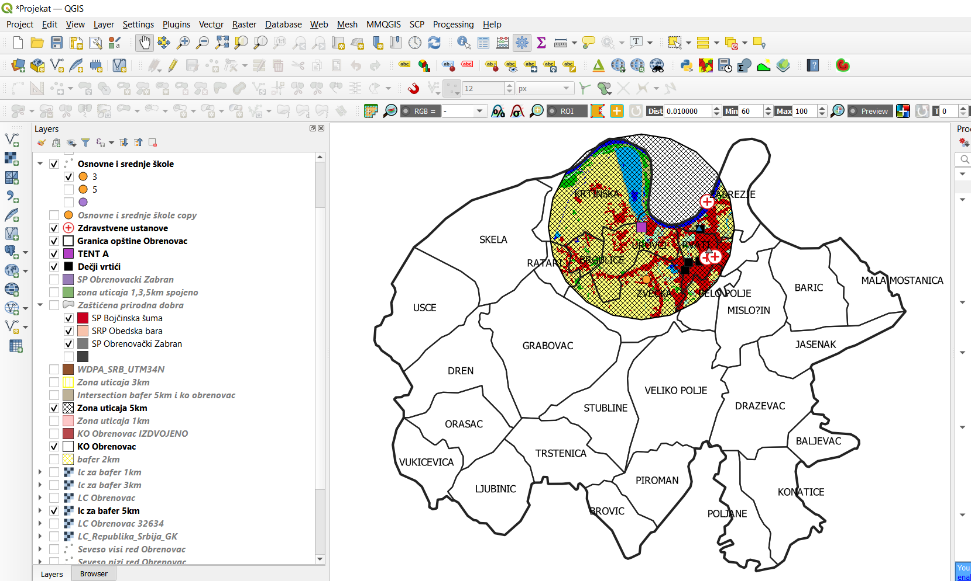 *Projekat — QGIS
Project Edit View Layer Settings Plugins Vector Raster Database Web Mesh MMQGIS SCP Processing Help
12 px
RGB = - ROI Dist 0.010000 Min 60 Max 100 Preview T 0
Layers
Osnovne i srednje škole
3
5
Osnovne i srednje škole copy
Zdravstvene ustanove
Granica opštine Obrenovac
TENT A
Dečji vrtići
SP Obrenovacki Zabran
zona uticaja 1,3,5km spojeno
Zaštićena prirodna dobra
SP Bojčinska šuma
SRP Obedska bara
SP Obrenovački Zabran
WDPA_SRB_UTM34N
Zona uticaja 3km
Intersection bafer 5km i ko obrenovac
Zona uticaja 5km
Zona uticaja 1km
KO Obrenovac IZDVOJENO
KO Obrenovac
bafer 2km
lc za bafer 1km
lc za bafer 3km
LC Obrenovac
lc za bafer 5km
LC Obrenovac 32634
LC_Republika_Srbija_GK
Seveso visi red Obrenovac
Seveso nizi red Obrenovac
Layers Browser
KRTINSKA
ZABREZJE
SKELA
RATARI
BRGULICE
ZVECKA
BELO POLJE
USCE
MISLO?IN
BARIC
MALA MOSTANICA
JASENAK
GRABOVAC
DREN
VELIKO POLJE
STUBLINE
DRAZEVAC
ORASAC
BALJEVAC
TRSTENICA
VUKICEVICA
PIROMAN
LJUBINIC
KONATICE
BROVIC
POLJANE
Proc
You